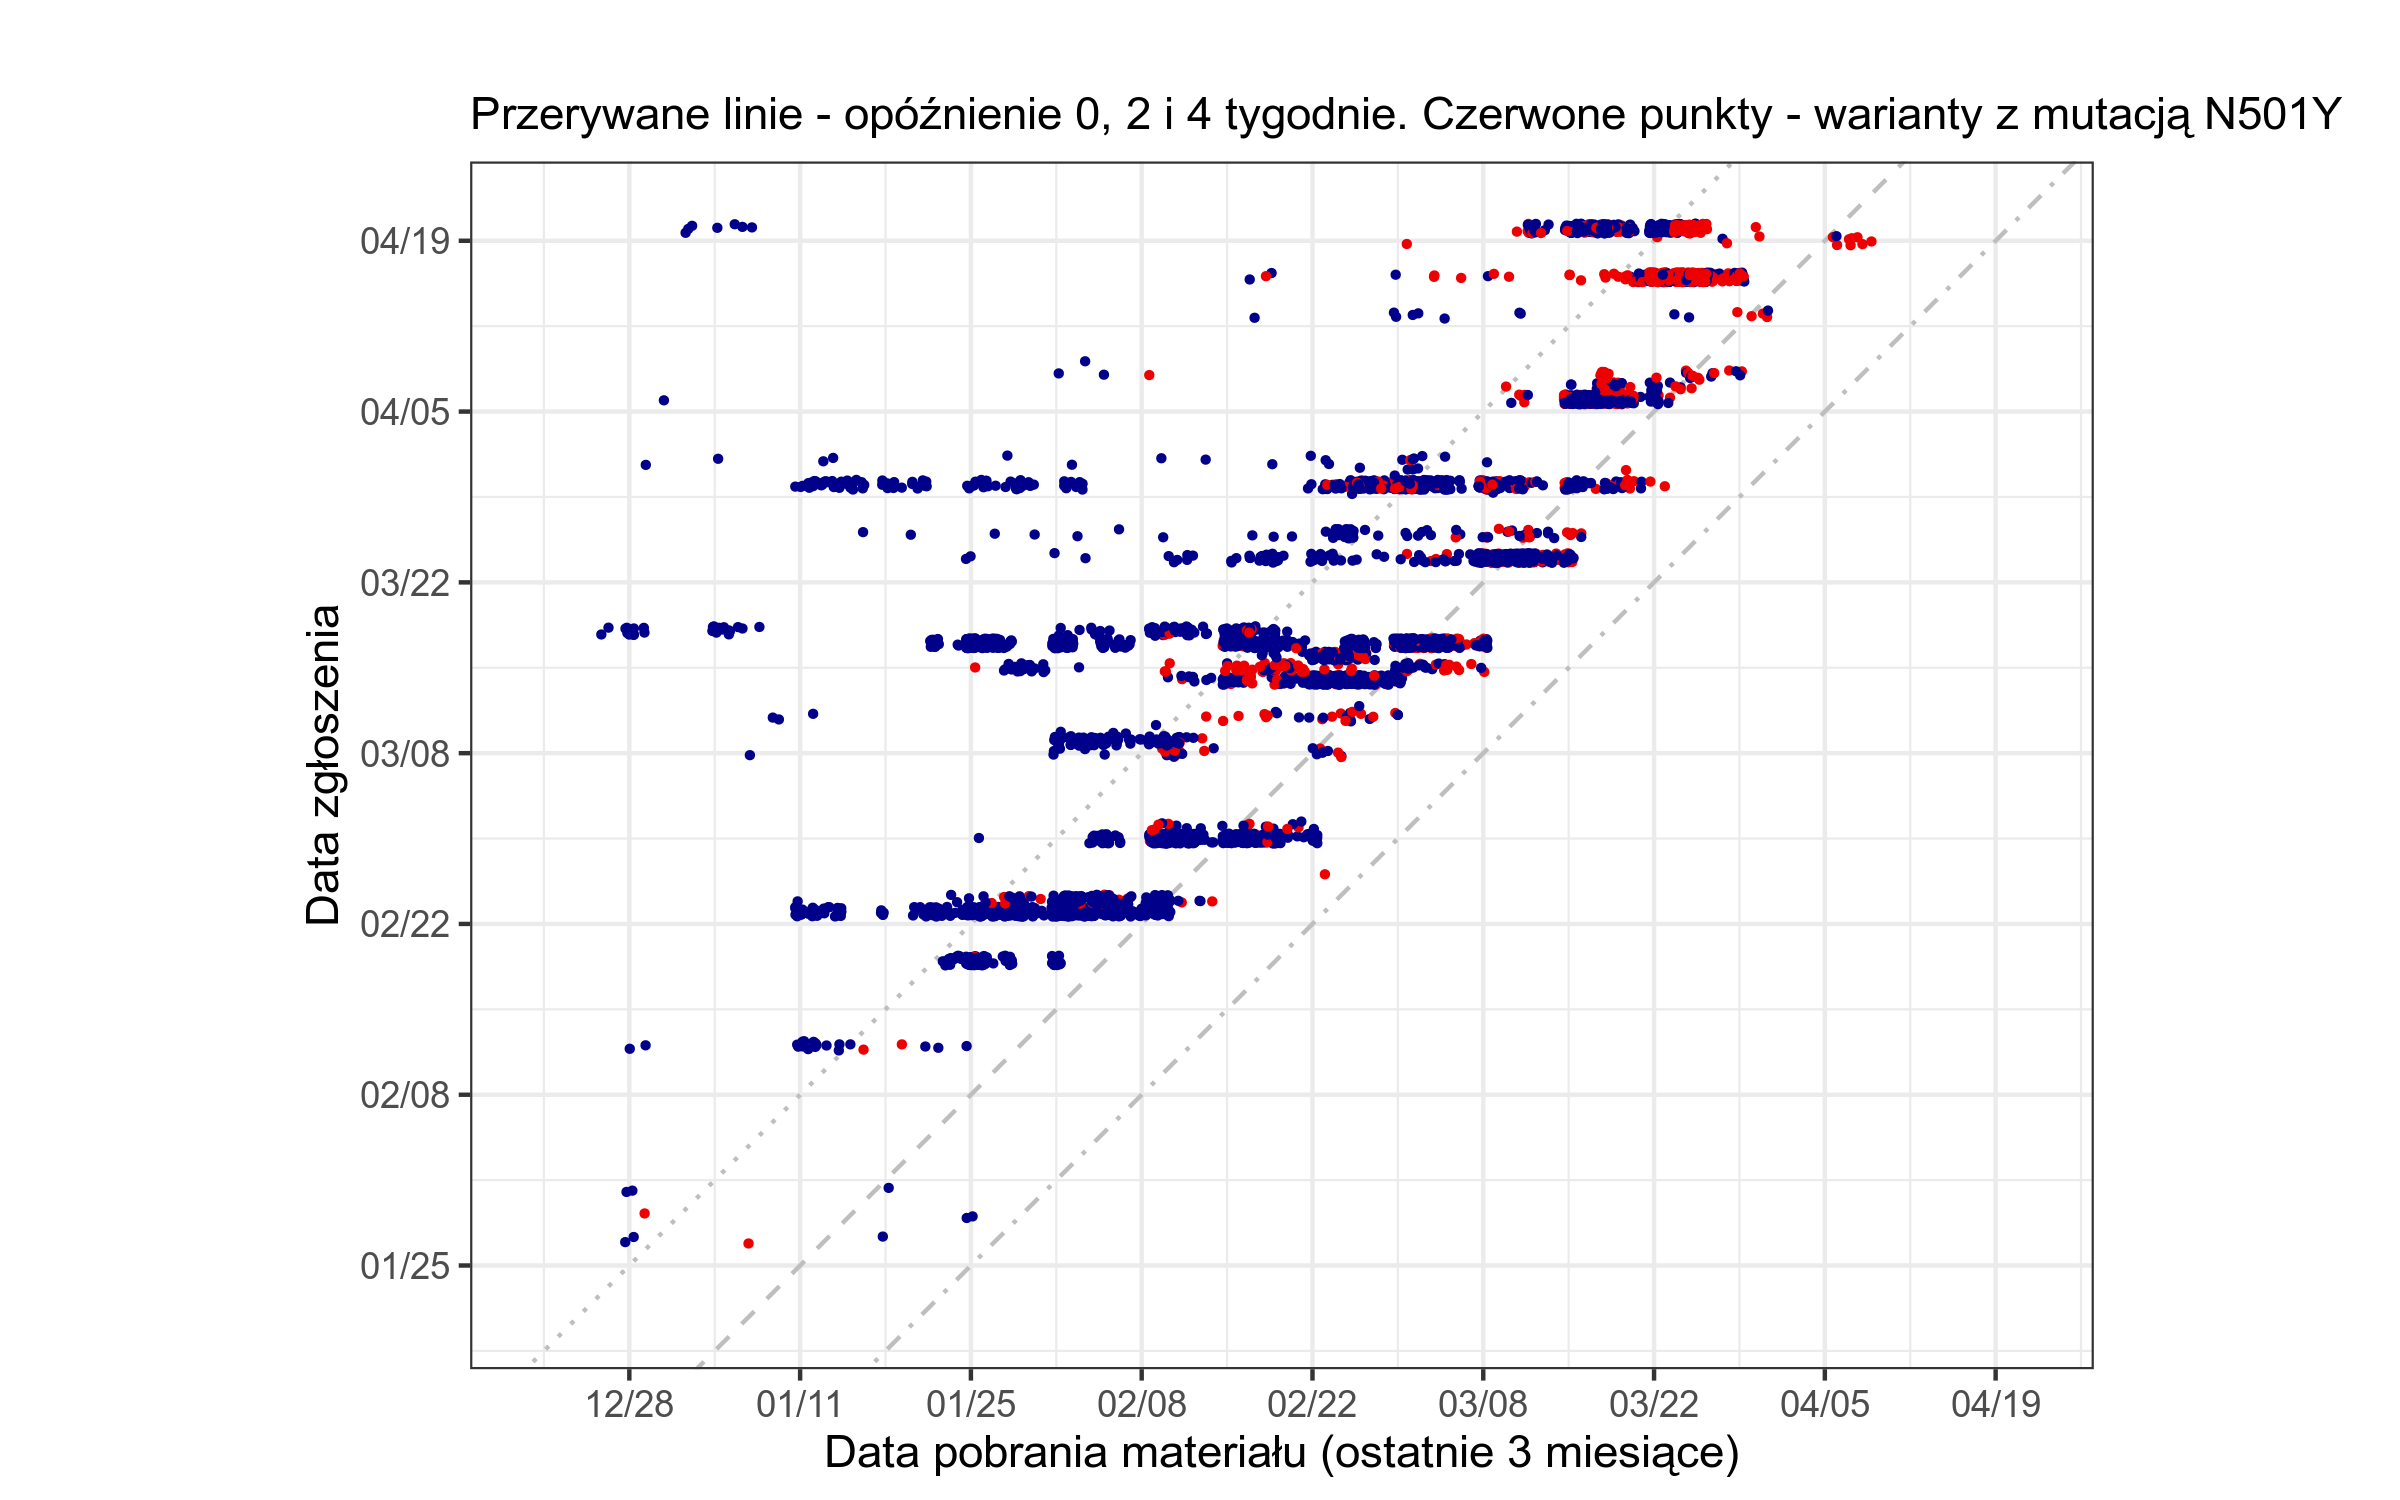 Przerywane linie - opóźnienie 0, 2 i 4 tygodnie. Czerwone punkty - warianty z mutacją N501Y
Data zgłoszenia
04/19
04/05
03/22
03/08
02/22
02/08
01/25
12/28 01/11 01/25 02/08 02/22 03/08 03/22 04/05 04/19
Data pobrania materiału (ostatnie 3 miesiące)